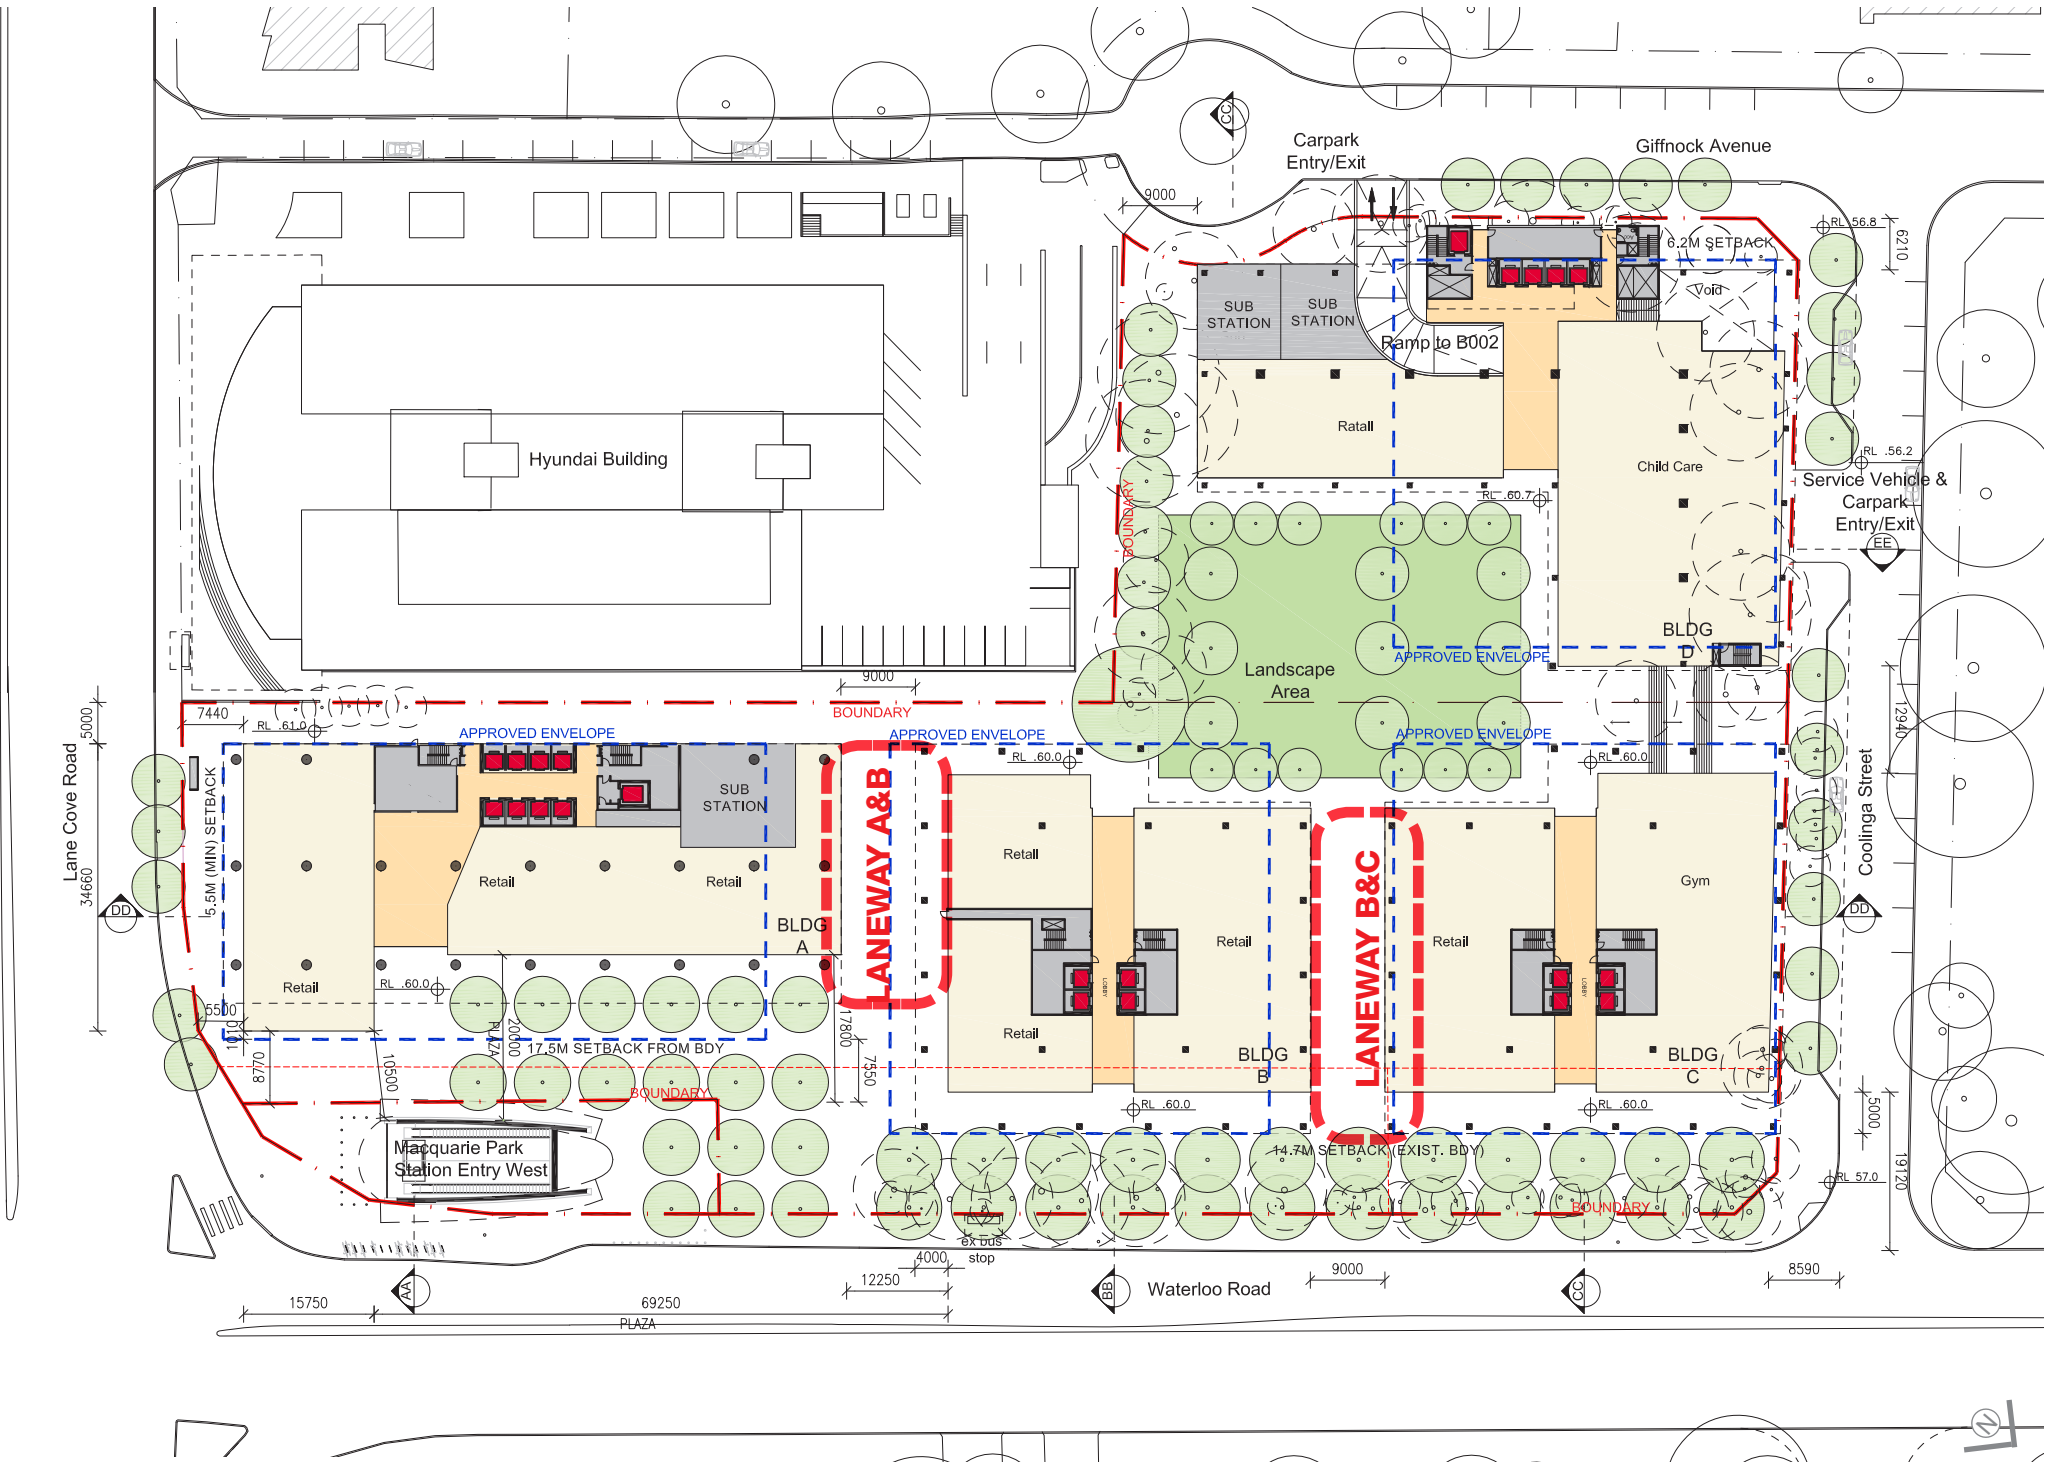 CC
Carpark
Entry/Exit
Giffnock Avenue
9000
RL .56.8
6210
6.2M SETBACK
Void
SUB
STATION
SUB
STATION
Ramp to B002
Ratail
Child Care
Hyundai Building
RL .56.2
Service Vehicle &
Carpark
Entry/Exit
EE
RL .60.7
BOUNDARY
BLDG
D
APPROVED ENVELOPE
Landscape
Area
9000
BOUNDARY
5000
7440
RL .61.0
APPROVED ENVELOPE
APPROVED ENVELOPE
APPROVED ENVELOPE
12940
RL .60.0
RL .60.0
Lane Cove Road
34660
5.5M (MIN) SETBACK
SUB
STATION
LANEWAY A&B
LANEWAY B&C
Coolinga Street
Retail
Retail
Retail
Retail
Retail
Gym
DD
DD
BLDG
A
Retail
RL .60.0
LOBBY
LOBBY
5500
1010
8770
10500
20000
PLAZA
17.5M SETBACK FROM BDY
17800
7550
Retail
BLDG
B
BLDG
C
BOUNDARY
RL .60.0
RL .60.0
5000
Macquarie Park
Station Entry West
14.7M SETBACK (EXIST. BDY)
RL 57.0
19120
BOUNDARY
ex bus
stop
4000
12250
9000
8590
AA
BB
CC
Waterloo Road
15750
69250
PLAZA
N